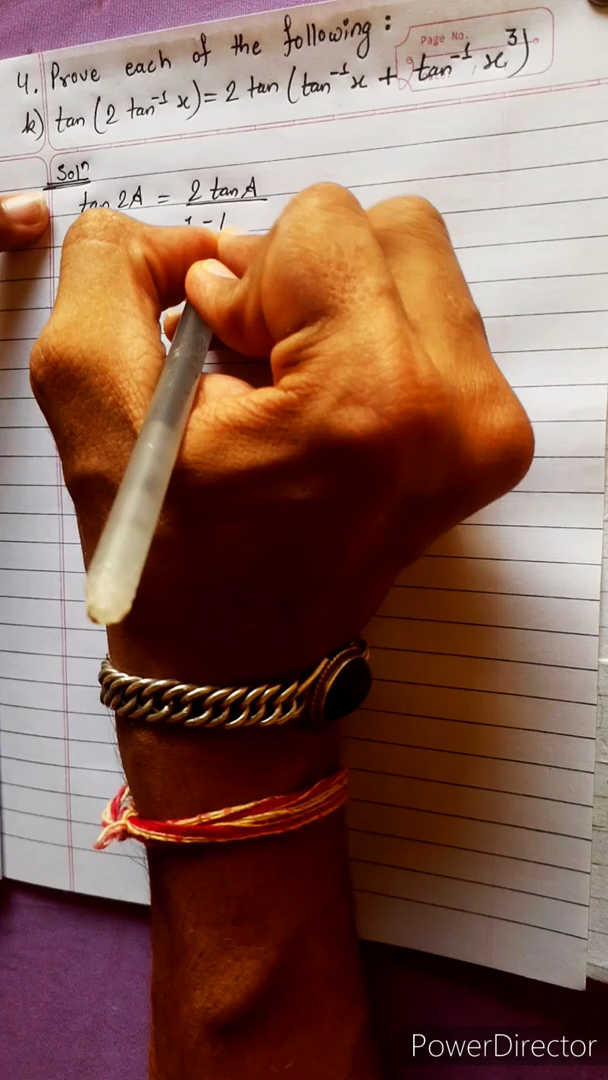 Page No.
4. Prove each of the following :
k) tan (2 tan⁻¹ x) = 2 tan (tan⁻¹ x + tan⁻¹ x³)
Solⁿ
tan 2A = 2 tan A
1 -
PowerDirector